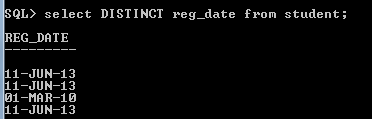 SQL> select DISTINCT reg_date from student;
REG_DATE
---------
11-JUN-13
11-JUN-13
01-MAR-10
11-JUN-13